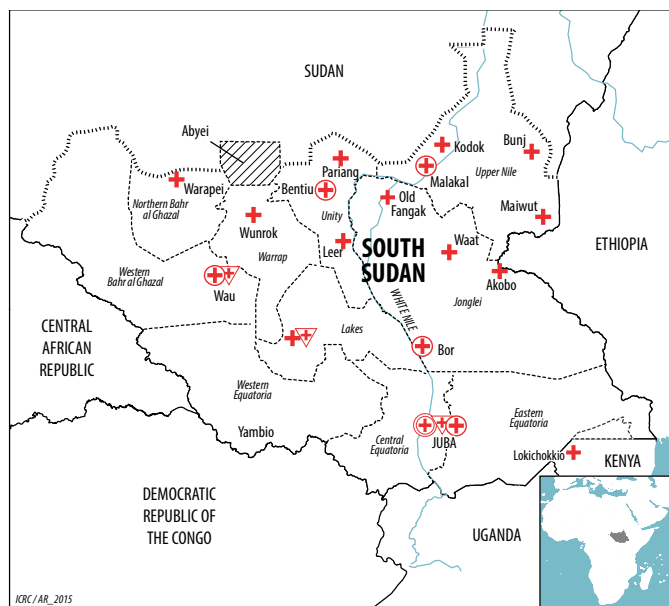 SUDAN
Abyei
Kodok
Bunj
Pariang
Upper Nile
Malakal
Warapei
Bentiu
Northern Bahr
al Ghazal
Old
Fangak
Maiwut
Wunrok
Unity
Waat
ETHIOPIA
Leer
SOUTH
SUDAN
Warrap
Western
Bahr al Ghazal
Akobo
Wau
WHITE NILE
Jonglei
CENTRAL
AFRICAN
REPUBLIC
Lakes
Bor
Western
Equatoria
Eastern
Equatoria
Yambio
Central
Equatoria
JUBA
Lokichokkio
KENYA
DEMOCRATIC
REPUBLIC OF
THE CONGO
UGANDA
ICRC / AR_2015